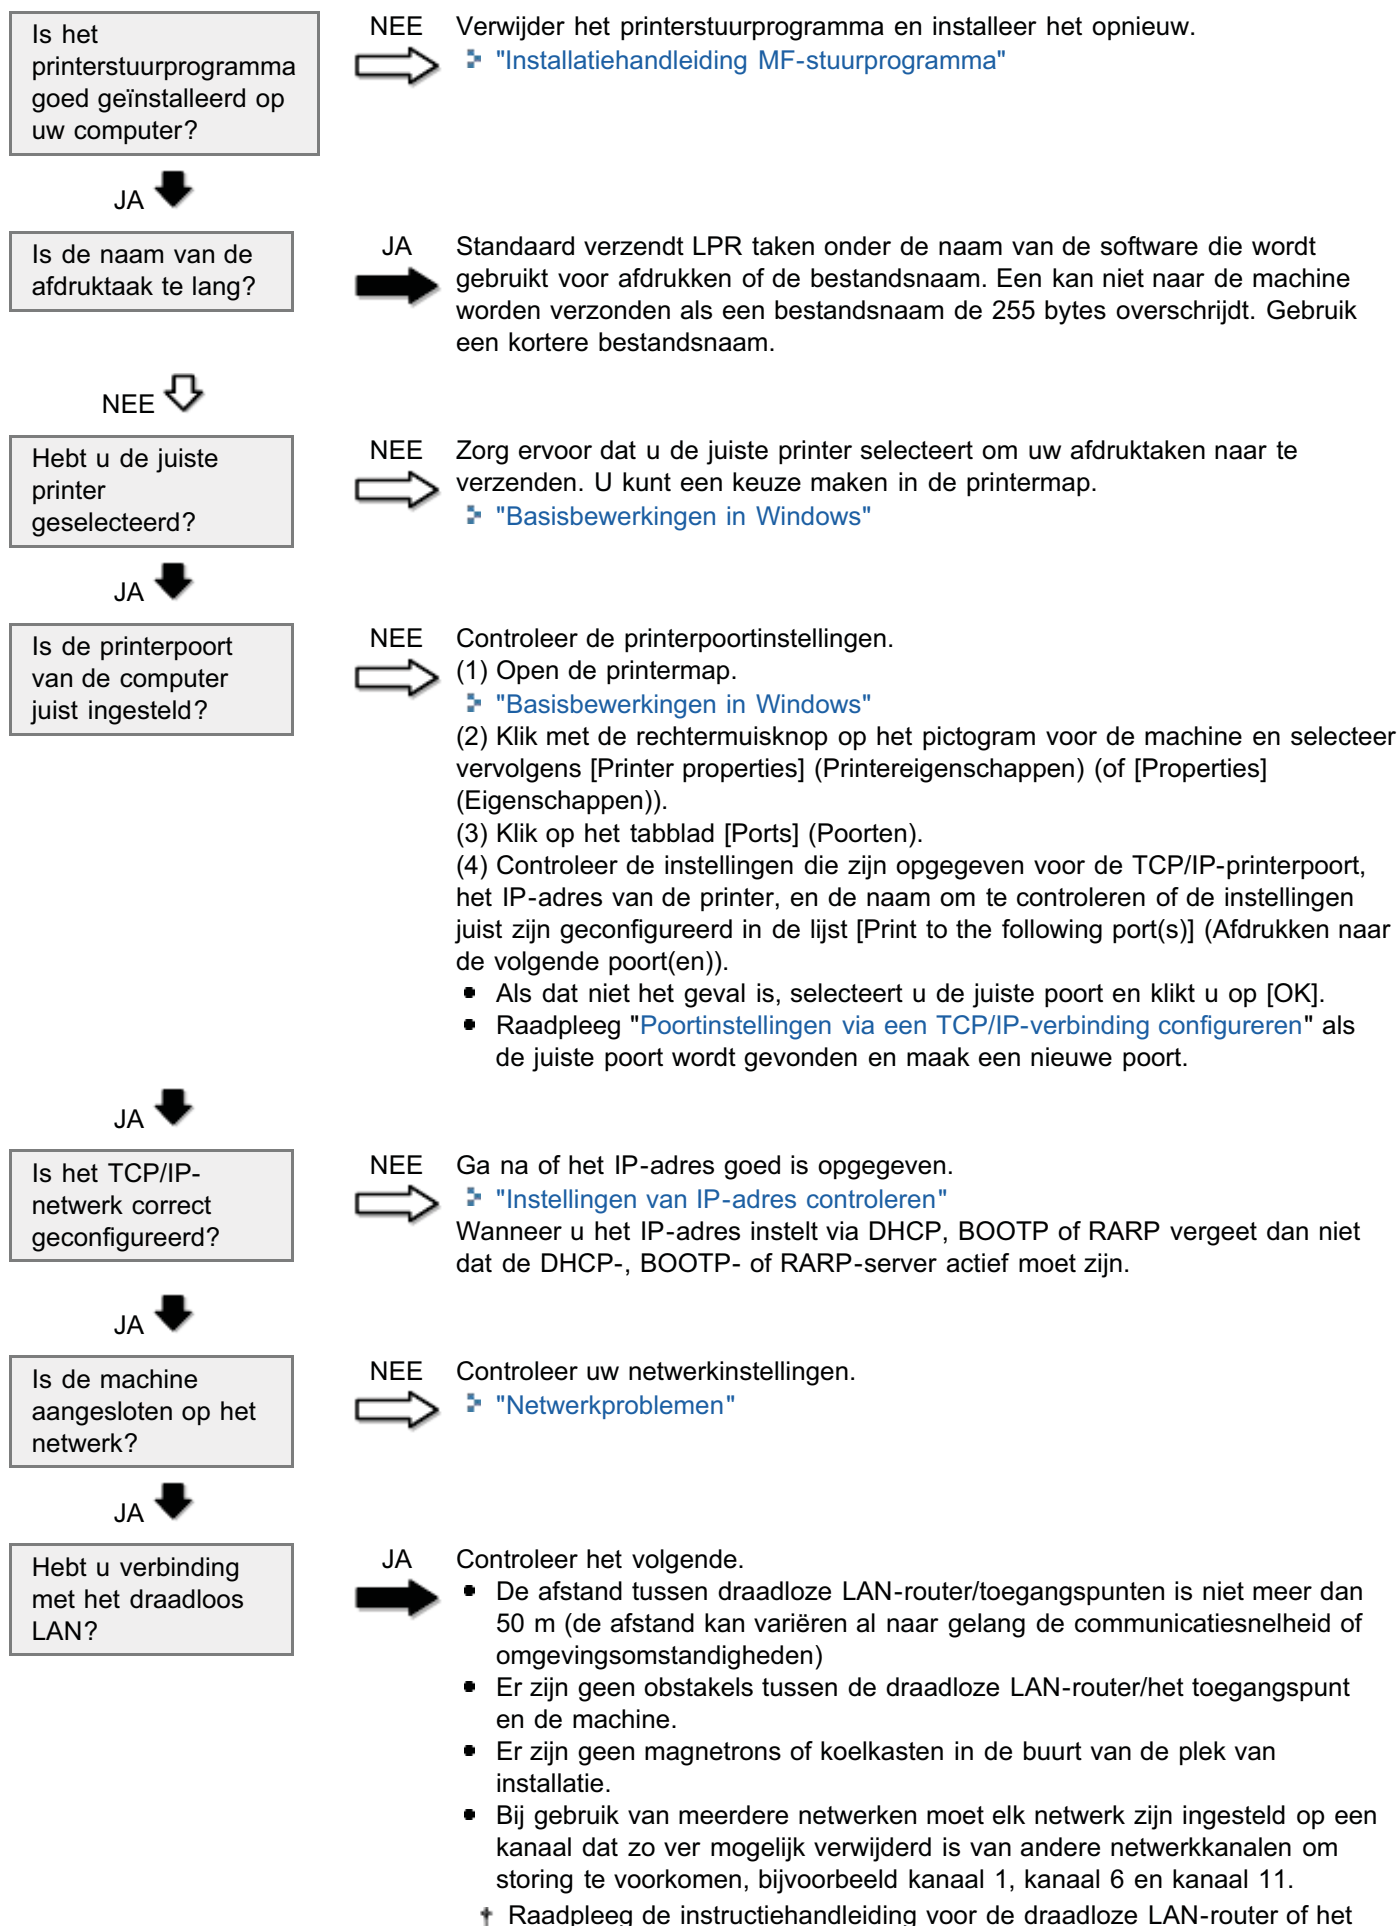 Is het
printerstuurprogramma
goed geïnstalleerd op
uw computer?
NEE
Verwijder het printerstuurprogramma en installeer het opnieuw.
"Installatiehandleiding MF-stuurprogramma"
JA
Is de naam van de
afdruktaak te lang?
JA
Standaard verzendt LPR taken onder de naam van de software die wordt
gebruikt voor afdrukken of de bestandsnaam. Een kan niet naar de machine
worden verzonden als een bestandsnaam de 255 bytes overschrijdt. Gebruik
een kortere bestandsnaam.
NEE
Hebt u de juiste
printer
geselecteerd?
NEE
Zorg ervoor dat u de juiste printer selecteert om uw afdruktaken naar te
verzenden. U kunt een keuze maken in de printermap.
"Basisbewerkingen in Windows"
JA
Is de printerpoort
van de computer
juist ingesteld?
NEE
Controleer de printerpoortinstellingen.
(1) Open de printermap.
"Basisbewerkingen in Windows"
(2) Klik met de rechtermuisknop op het pictogram voor de machine en selecteer
vervolgens [Printer properties] (Printereigenschappen) (of [Properties]
(Eigenschappen)).
(3) Klik op het tabblad [Ports] (Poorten).
(4) Controleer de instellingen die zijn opgegeven voor de TCP/IP-printerpoort,
het IP-adres van de printer, en de naam om te controleren of de instellingen
juist zijn geconfigureerd in de lijst [Print to the following port(s)] (Afdrukken naar
de volgende poort(en)).
• Als dat niet het geval is, selecteert u de juiste poort en klikt u op [OK].
• Raadpleeg "Poortinstellingen via een TCP/IP-verbinding configureren" als
de juiste poort wordt gevonden en maak een nieuwe poort.
JA
Is het TCP/IP-
netwerk correct
geconfigureerd?
NEE
Ga na of het IP-adres goed is opgegeven.
"Instellingen van IP-adres controleren"
Wanneer u het IP-adres instelt via DHCP, BOOTP of RARP vergeet dan niet
dat de DHCP-, BOOTP- of RARP-server actief moet zijn.
JA
Is de machine
aangesloten op het
netwerk?
NEE
Controleer uw netwerkinstellingen.
"Netwerkproblemen"
JA
Hebt u verbinding
met het draadloos
LAN?
JA
Controleer het volgende.
• De afstand tussen draadloze LAN-router/toegangspunten is niet meer dan
50 m (de afstand kan variëren al naar gelang de communicatiesnelheid of
omgevingsomstandigheden)
• Er zijn geen obstakels tussen de draadloze LAN-router/het toegangspunt
en de machine.
• Er zijn geen magnetrons of koelkasten in de buurt van de plek van
installatie.
• Bij gebruik van meerdere netwerken moet elk netwerk zijn ingesteld op een
kanaal dat zo ver mogelijk verwijderd is van andere netwerkkanalen om
storing te voorkomen, bijvoorbeeld kanaal 1, kanaal 6 en kanaal 11.
† Raadpleeg de instructiehandleiding voor de draadloze LAN-router of het